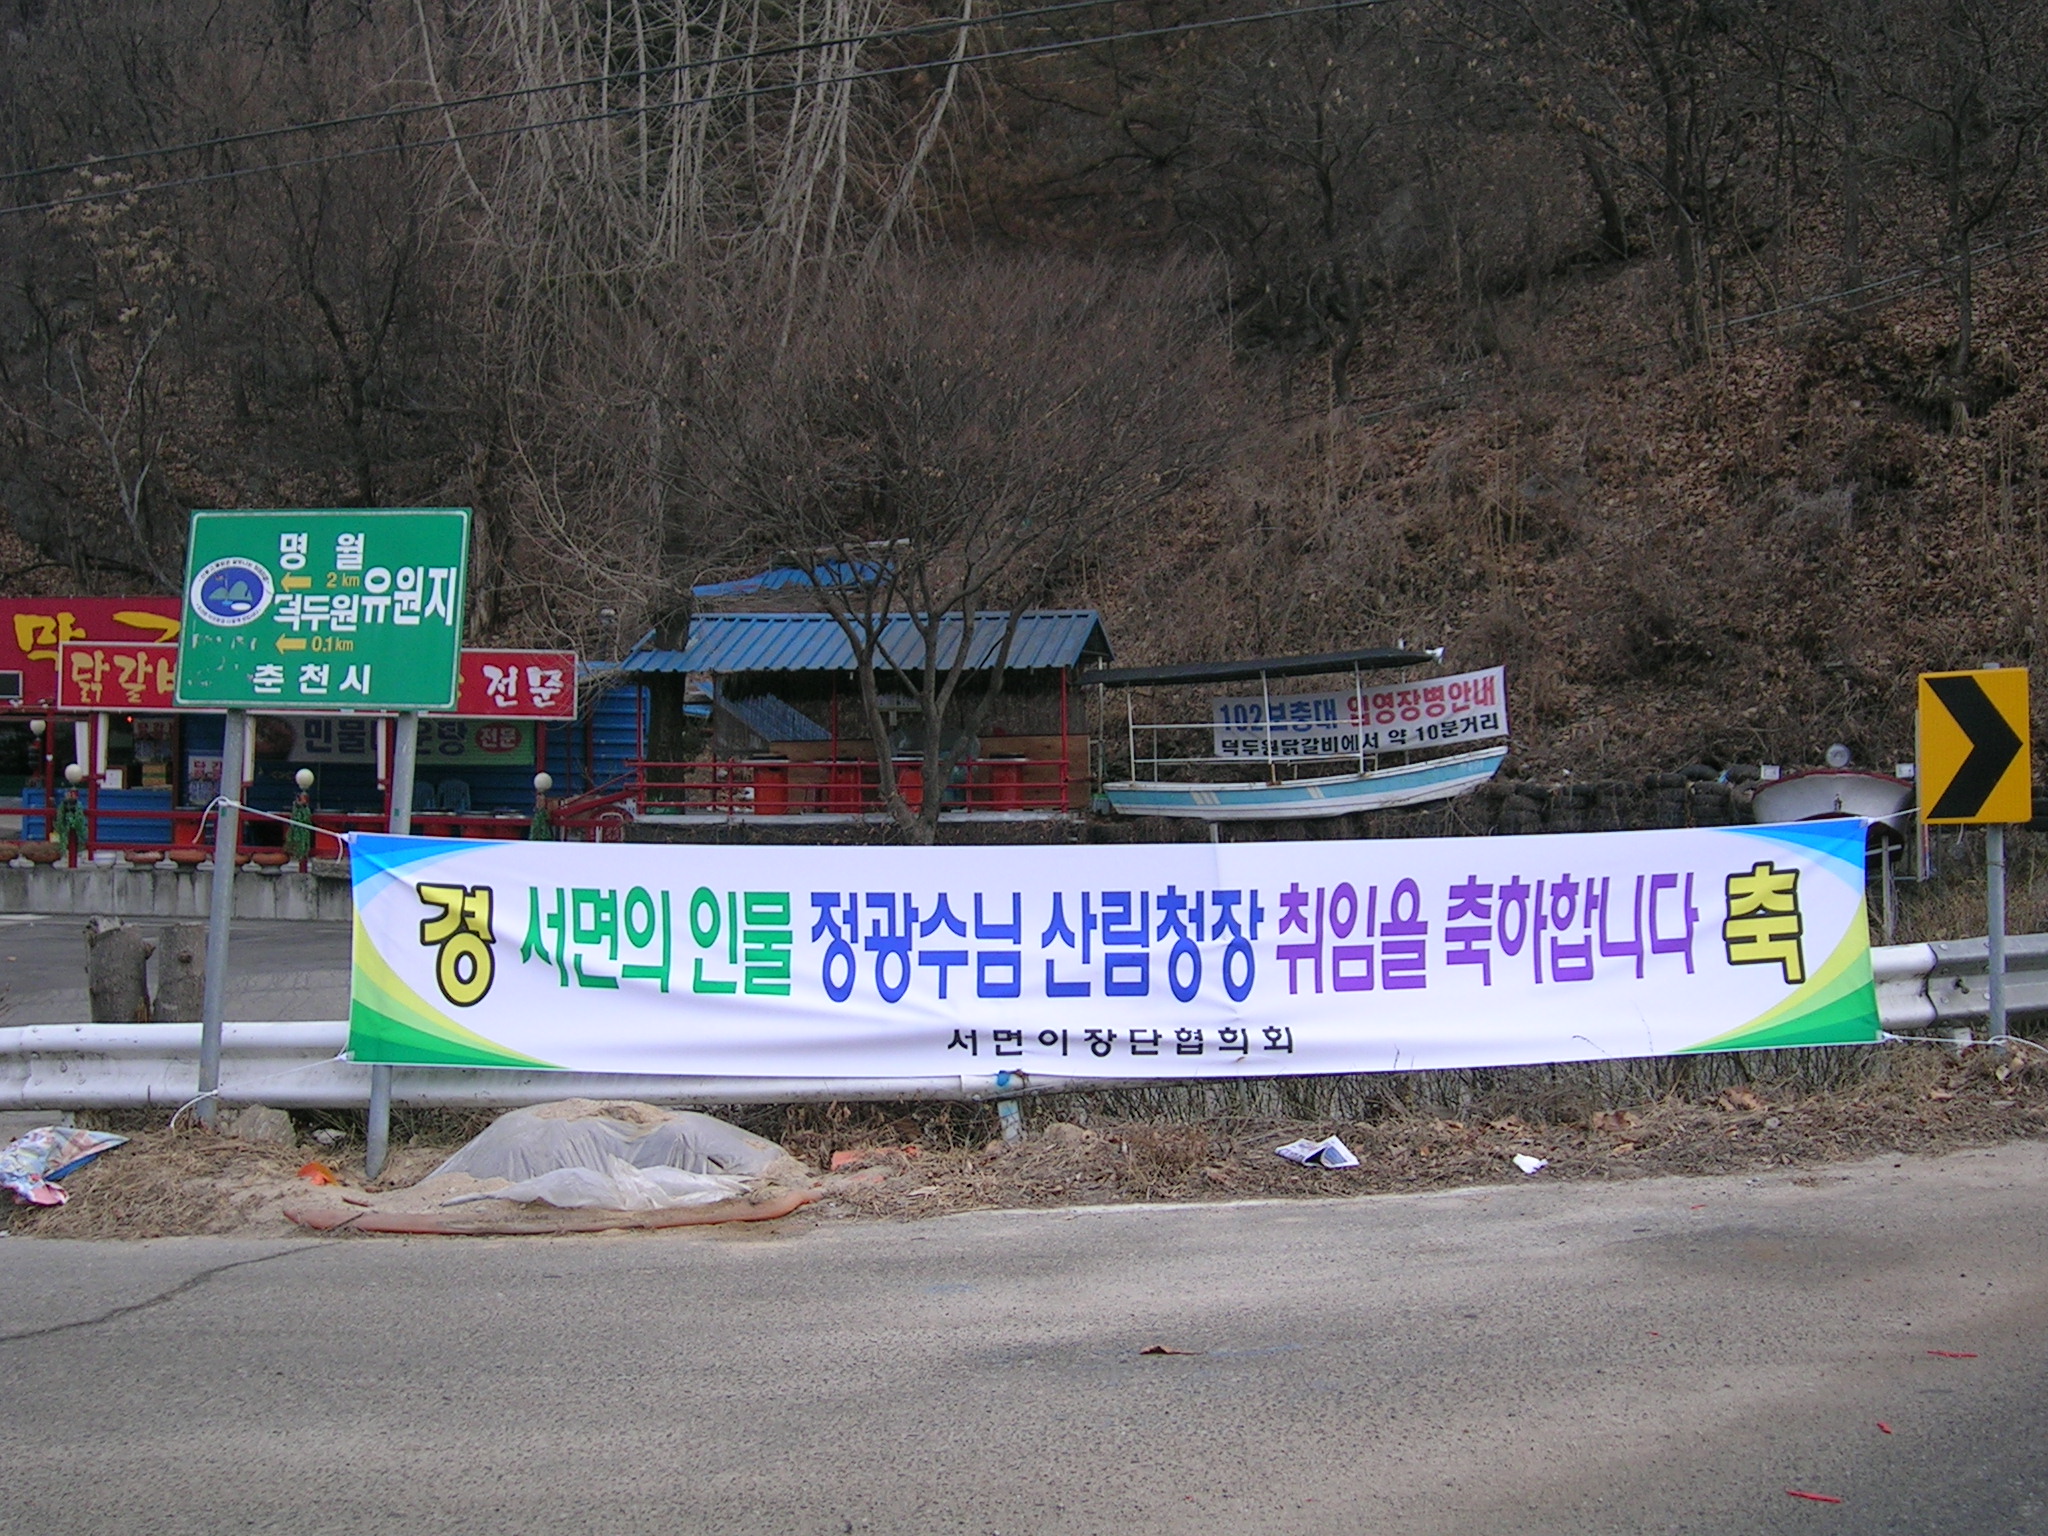 명 월
2 km
덕두원 유원지
0.1 km
춘천시
막
닭갈비
전문
민물
전문
102보충대 입영장병안내
덕두원닭갈비에서 약 10분거리
경 서면의 인물 정광수님 산림청장 취임을 축하합니다 축
서면이장단협의회